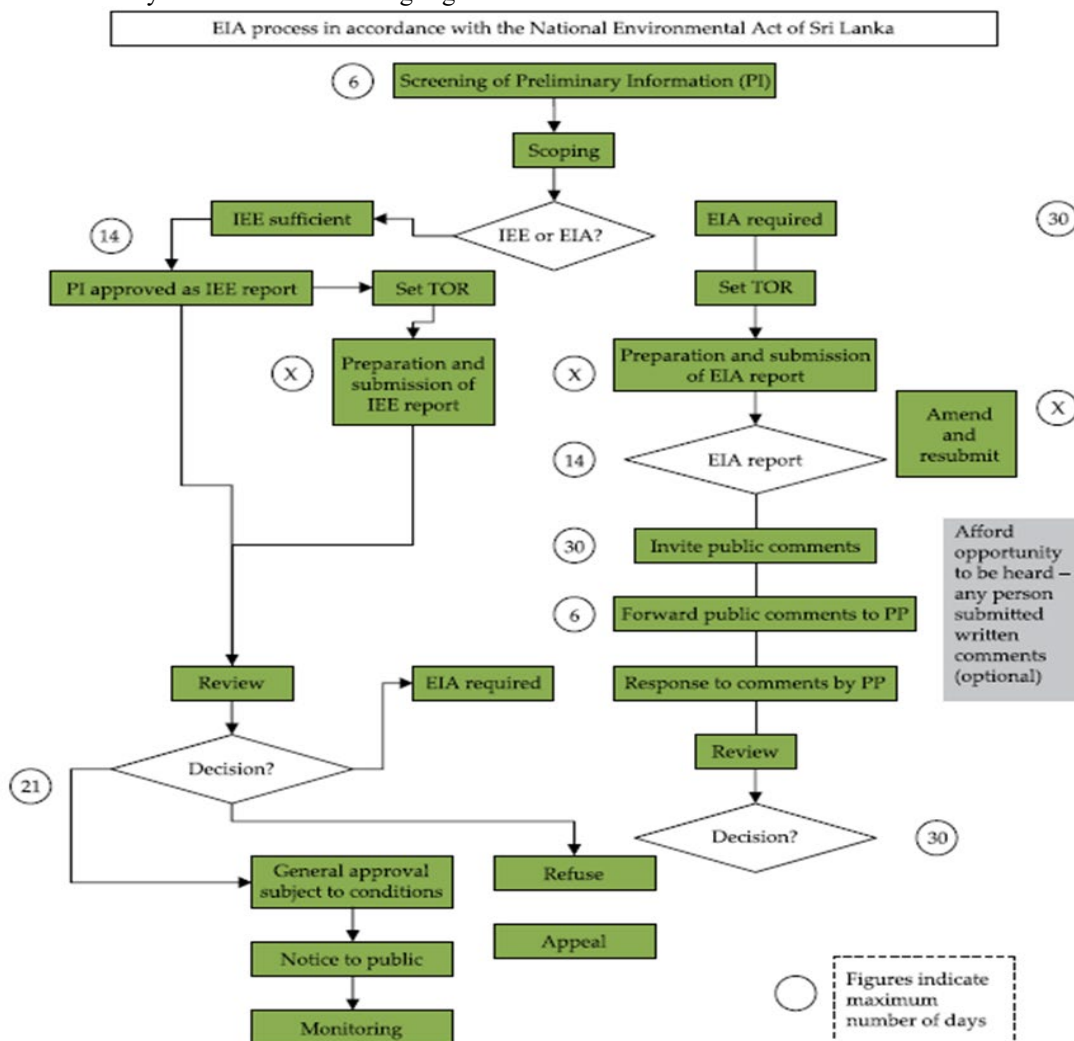 EIA process in accordance with the National Environmental Act of Sri Lanka
6
Screening of Preliminary Information (PI)
Scoping
IEE sufficient
IEE or EIA?
EIA required
30
14
PI approved as IEE report
Set TOR
Set TOR
X
Preparation and
submission of
IEE report
X
Preparation and submission
of EIA report
Amend
and
resubmit
X
14
EIA report
30
Invite public comments
Afford
opportunity
to be heard –
any person
submitted
written
comments
(optional)
6
Forward public comments to PP
Review
EIA required
Response to comments by PP
Review
21
Decision?
Decision?
30
General approval
subject to conditions
Refuse
Notice to public
Appeal
Monitoring
Figures indicate
maximum
number of days